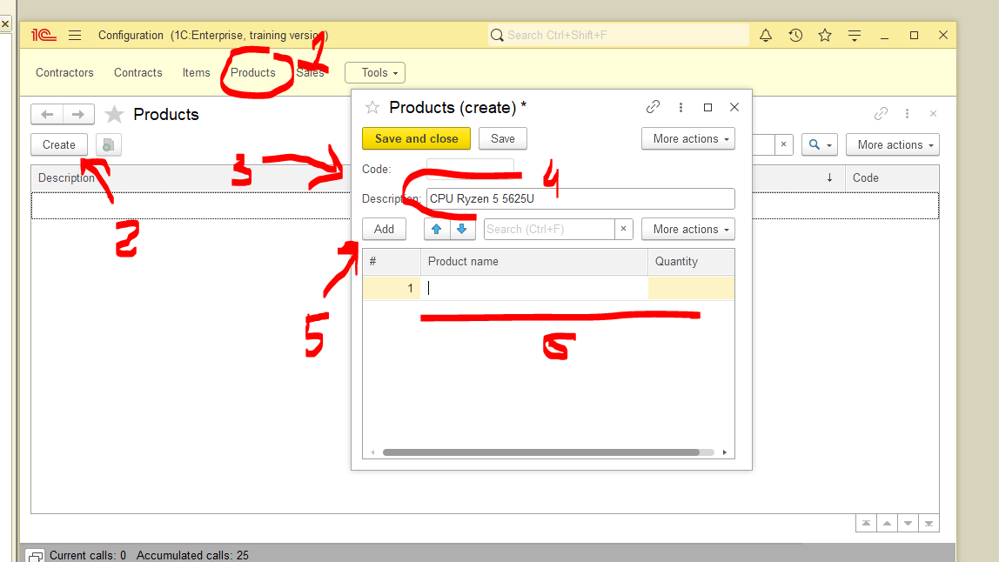 1C Configuration (1C:Enterprise, training version) Search Ctrl+Shift+F
1
Contractors Contracts Items Products Sales Tools
Products
Products (create) *
Create
Save and close Save More actions
More actions
3
Code:
Description
Code
4
Description: CPU Ryzen 5 5625U
2
Add Search (Ctrl+F) × More actions
# Product name Quantity
1
5
6
Current calls: 0 Accumulated calls: 25